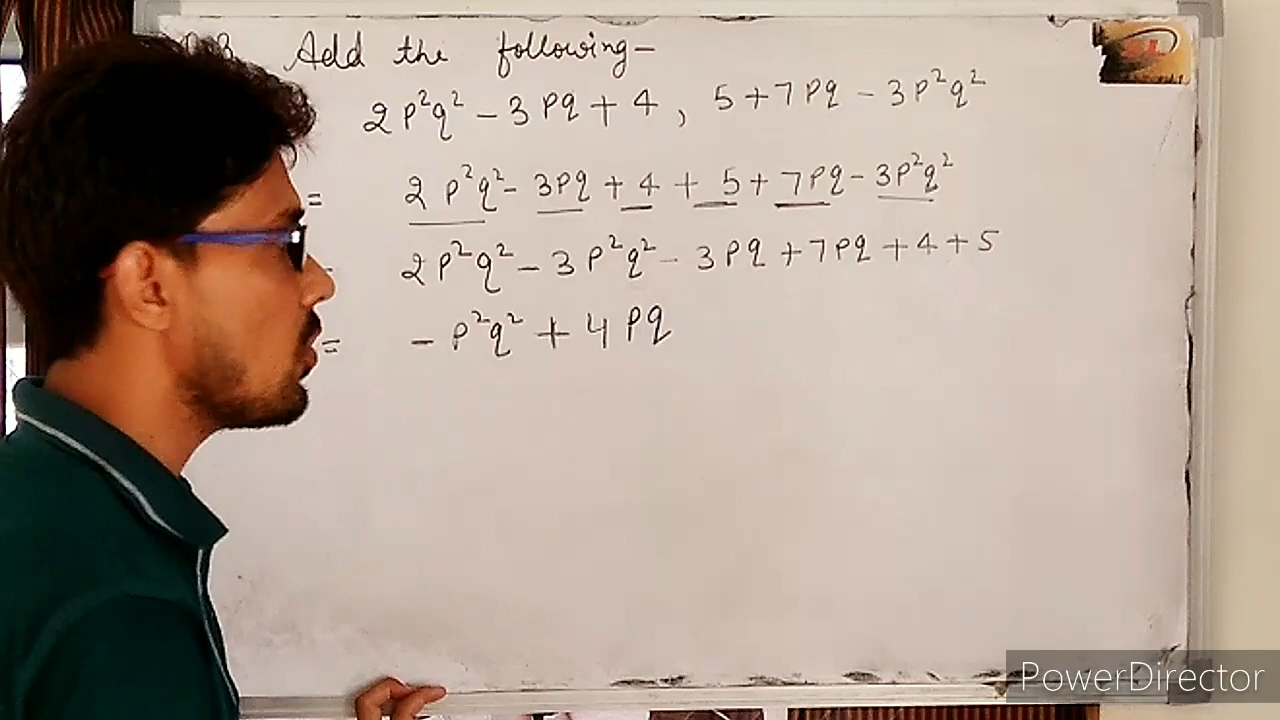 Add the following—
2p²q² - 3pq + 4, 5 + 7pq - 3p²q²
= 2p²q² - 3pq + 4 + 5 + 7pq - 3p²q²
2p²q² - 3p²q² - 3pq + 7pq + 4 + 5
= - p²q² + 4pq
PowerDirector